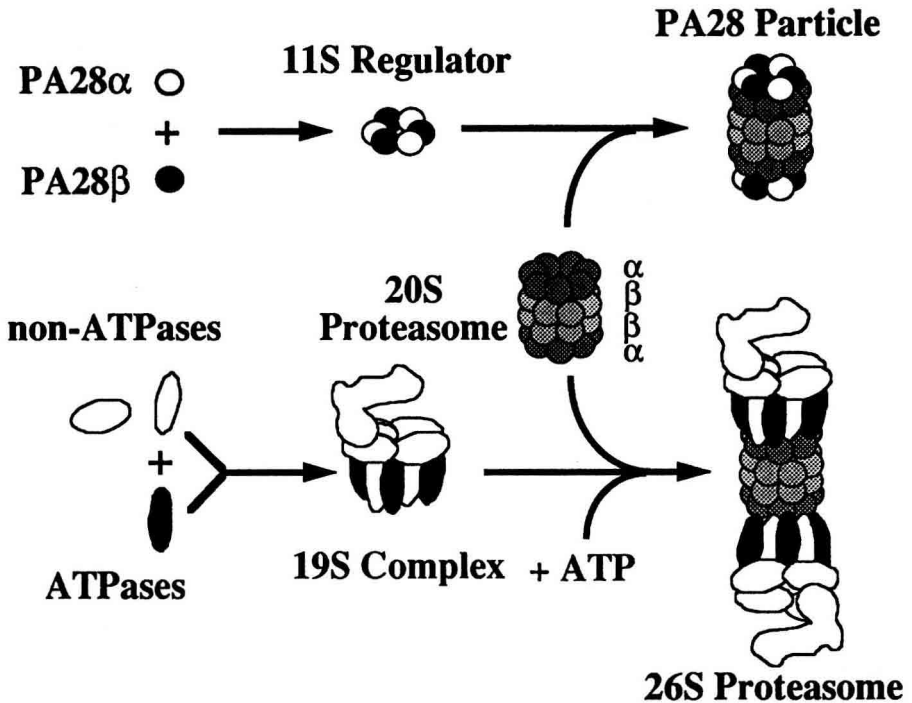 PA28 Particle
11S Regulator
PA28α
+
PA28β
20S
Proteasome
α
β
β
α
non-ATPases
+
ATPases
19S Complex
+ ATP
26S Proteasome